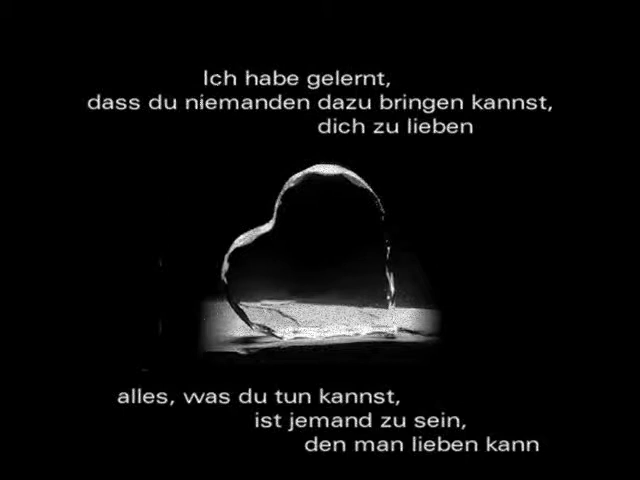 Ich habe gelernt,
dass du niemanden dazu bringen kannst,
dich zu lieben
alles, was du tun kannst,
ist jemand zu sein,
den man lieben kann